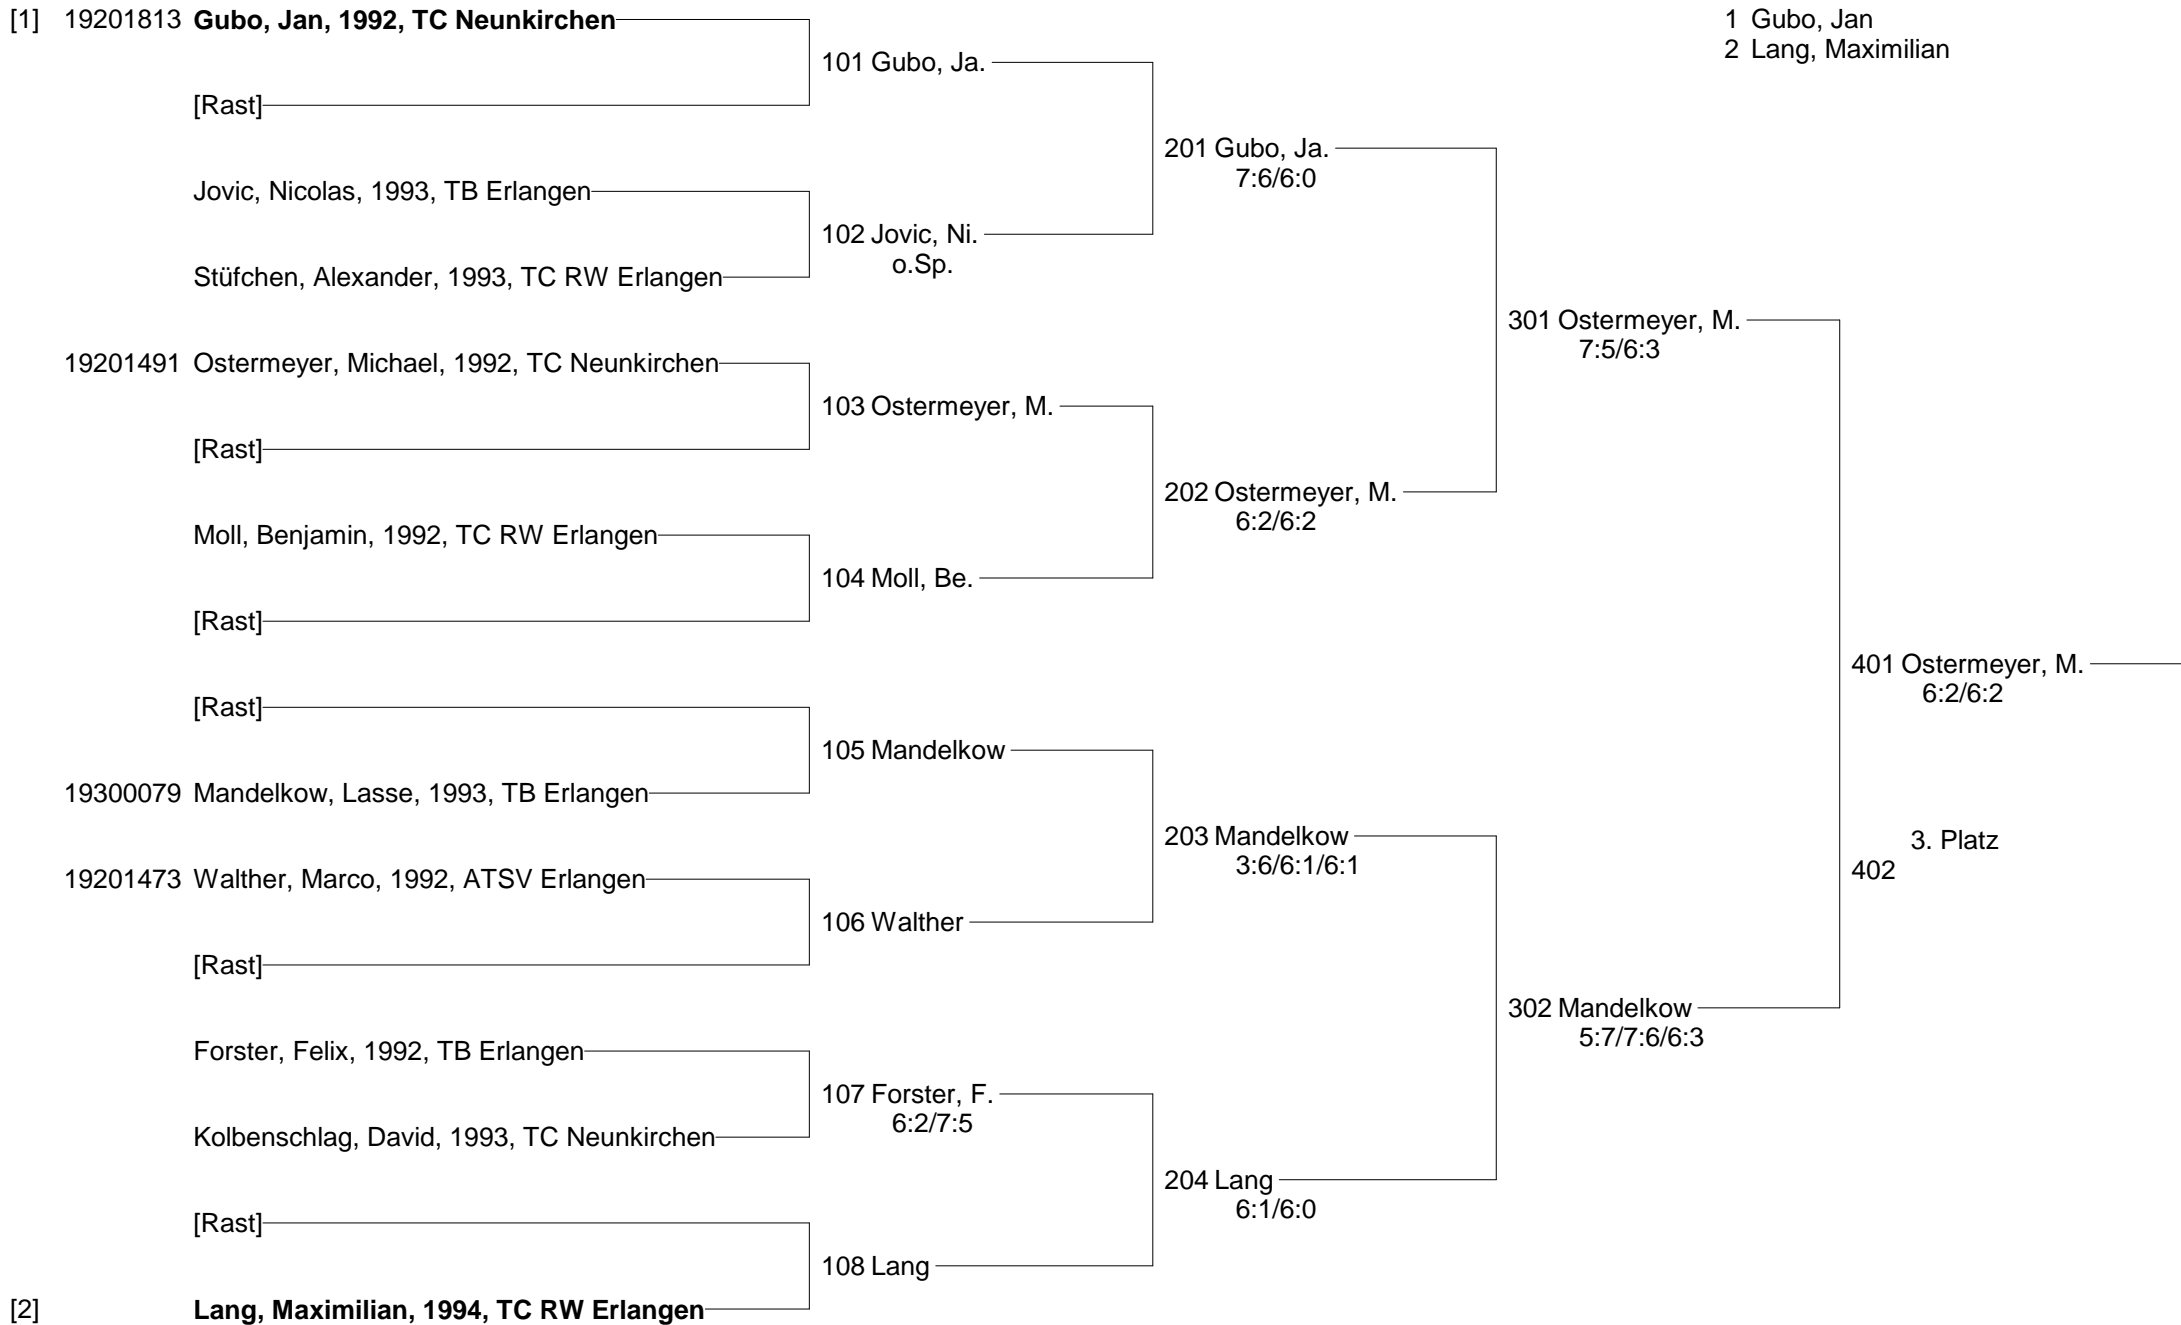 [1] 19201813 Gubo, Jan, 1992, TC Neunkirchen
1 Gubo, Jan
2 Lang, Maximilian
101 Gubo, Ja.
[Rast]
201 Gubo, Ja.
7:6/6:0
Jovic, Nicolas, 1993, TB Erlangen
102 Jovic, Ni.
o.Sp.
Stüfchen, Alexander, 1993, TC RW Erlangen
301 Ostermeyer, M.
7:5/6:3
19201491 Ostermeyer, Michael, 1992, TC Neunkirchen
103 Ostermeyer, M.
[Rast]
202 Ostermeyer, M.
6:2/6:2
Moll, Benjamin, 1992, TC RW Erlangen
104 Moll, Be.
[Rast]
401 Ostermeyer, M.
6:2/6:2
[Rast]
105 Mandelkow
19300079 Mandelkow, Lasse, 1993, TB Erlangen
203 Mandelkow
3:6/6:1/6:1
3. Platz
402
19201473 Walther, Marco, 1992, ATSV Erlangen
106 Walther
[Rast]
302 Mandelkow
5:7/7:6/6:3
Forster, Felix, 1992, TB Erlangen
107 Forster, F.
6:2/7:5
Kolbenschlag, David, 1993, TC Neunkirchen
204 Lang
6:1/6:0
[Rast]
108 Lang
[2] Lang, Maximilian, 1994, TC RW Erlangen